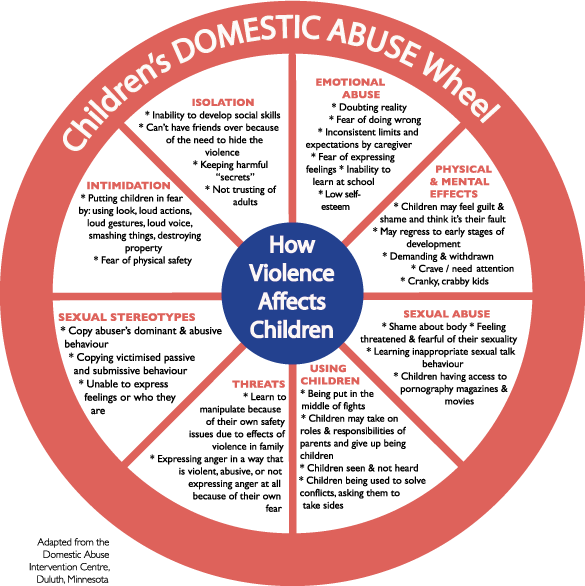 Children's DOMESTIC ABUSE Wheel
EMOTIONAL
ABUSE
* Doubting reality
* Fear of doing wrong
* Inconsistent limits and
expectations by caregiver
* Fear of expressing
feelings * Inability to
learn at school
* Low self-
esteem
PHYSICAL
& MENTAL
EFFECTS
* Children may feel guilt &
shame and think it's their fault
* May regress to early stages of
development
* Demanding & withdrawn
* Crave / need attention
* Cranky, crabby kids
SEXUAL ABUSE
* Shame about body * Feeling
threatened & fearful of their sexuality
* Learning inappropriate sexual talk
behaviour
* Children having access to
pornography magazines &
movies
USING
CHILDREN
* Being put in the
middle of fights
* Children may take on
roles & responsibilities of
parents and give up being
children
* Children seen & not heard
* Children being used to solve
conflicts, asking them to
take sides
THREATS
* Learn to
manipulate because
of their own safety
issues due to effects of
violence in family
* Expressing anger in a way that
is violent, abusive, or not
expressing anger at all
because of their own
fear
SEXUAL STEREOTYPES
* Copy abuser's dominant & abusive
behaviour
* Copying victimised passive
and submissive behaviour
* Unable to express
feelings or who they
are
INTIMIDATION
* Putting children in fear
by: using look, loud actions,
loud gestures, loud voice,
smashing things, destroying
property
* Fear of physical safety
ISOLATION
* Inability to develop social skills
* Can't have friends over because
of the need to hide the
violence
* Keeping harmful
"secrets"
* Not trusting of
adults
How
Violence
Affects
Children
Adapted from the
Domestic Abuse
Intervention Centre,
Duluth, Minnesota